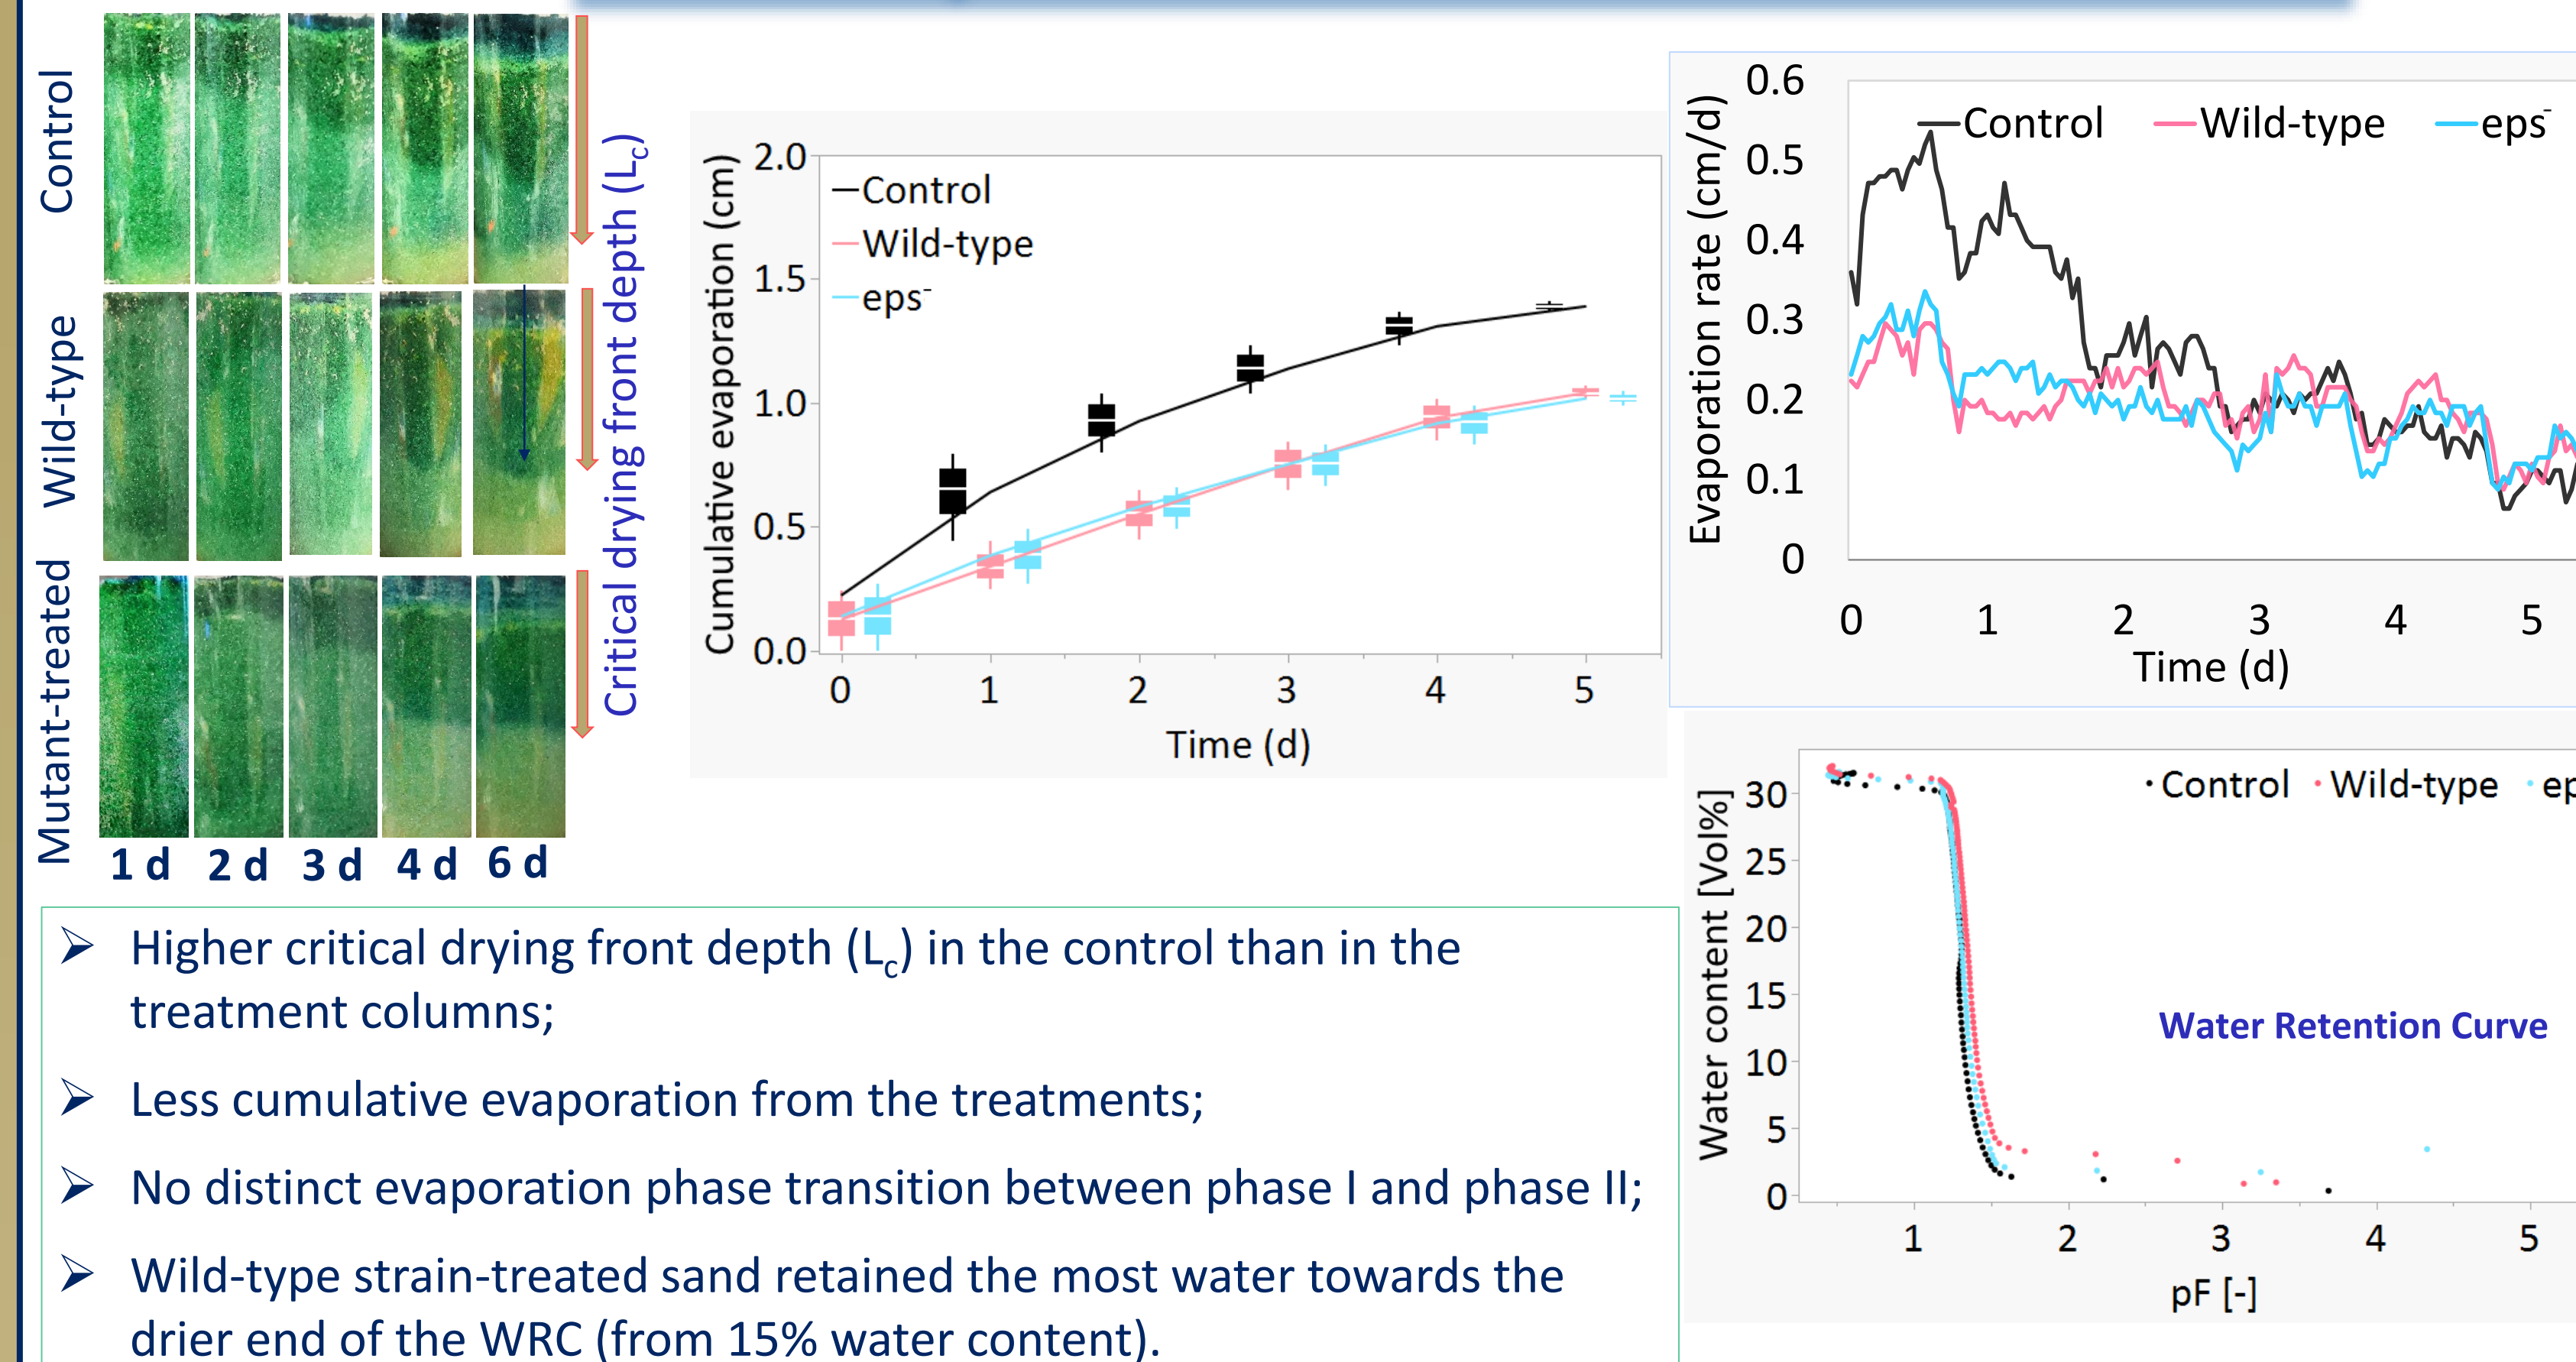 Control
Wild-type
Mutant-treated
1 d
2 d
3 d
4 d
6 d
Critical drying front depth (Lc)
Cumulative evaporation (cm)
2.0
1.5
1.0
0.5
0.0
Control
Wild-type
eps-
0
1
2
3
4
5
Time (d)
Evaporation rate (cm/d)
0.6
0.5
0.4
0.3
0.2
0.1
0
Control
Wild-type
eps-
0
1
2
3
4
5
Time (d)
Water content [Vol%]
30
25
20
15
10
5
0
Control
Wild-type
ep
Water Retention Curve
1
2
3
4
5
pF [-]
➢ Higher critical drying front depth (Lc) in the control than in the
treatment columns;
➢ Less cumulative evaporation from the treatments;
➢ No distinct evaporation phase transition between phase I and phase II;
➢ Wild-type strain-treated sand retained the most water towards the
drier end of the WRC (from 15% water content).